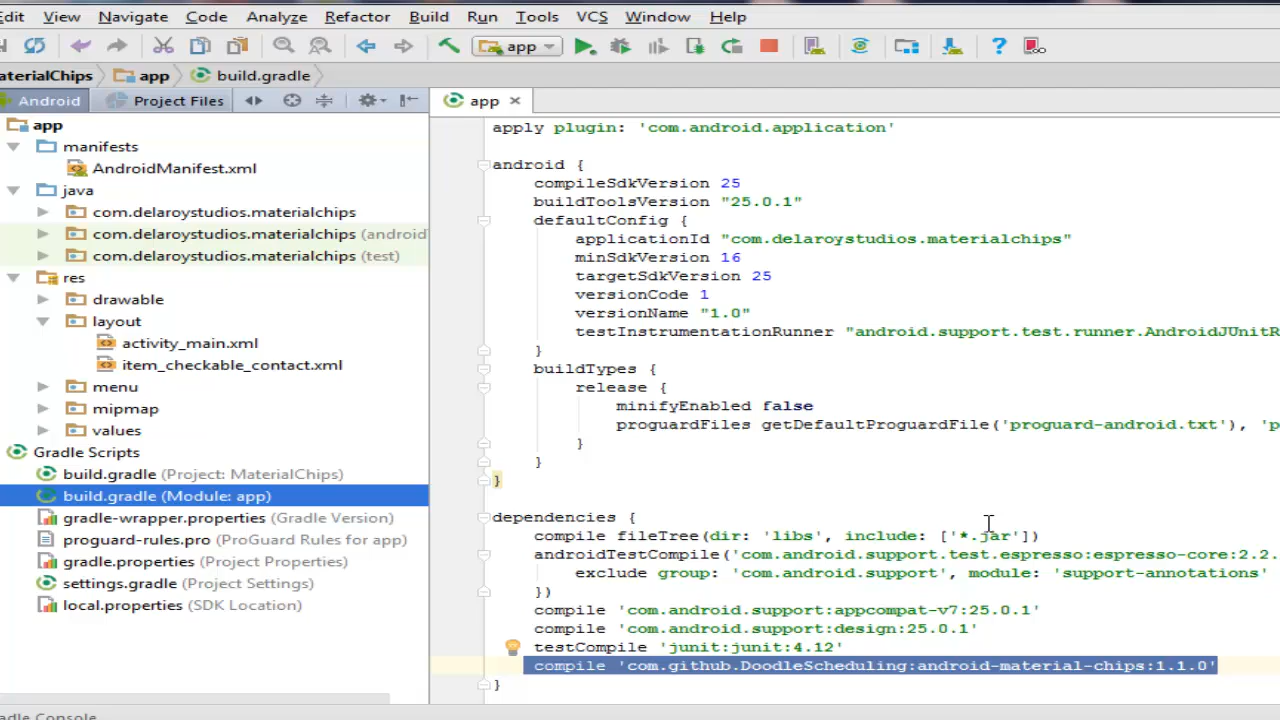 Edit View Navigate Code Analyze Refactor Build Run Tools VCS Window Help
app
aterialChips app build.gradle
Android Project Files
app
app
manifests
AndroidManifest.xml
java
com.delaroystudios.materialchips
com.delaroystudios.materialchips (android
com.delaroystudios.materialchips (test)
res
drawable
layout
activity_main.xml
item_checkable_contact.xml
menu
mipmap
values
Gradle Scripts
build.gradle (Project: MaterialChips)
build.gradle (Module: app)
gradle-wrapper.properties (Gradle Version)
proguard-rules.pro (ProGuard Rules for app)
gradle.properties (Project Properties)
settings.gradle (Project Settings)
local.properties (SDK Location)
apply plugin: 'com.android.application'
android {
compileSdkVersion 25
buildToolsVersion "25.0.1"
defaultConfig {
applicationId "com.delaroystudios.materialchips"
minSdkVersion 16
targetSdkVersion 25
versionCode 1
versionName "1.0"
testInstrumentationRunner "android.support.test.runner.AndroidJUnitR
}
buildTypes {
release {
minifyEnabled false
proguardFiles getDefaultProguardFile('proguard-android.txt'), 'p
}
}
}
dependencies {
compile fileTree(dir: 'libs', include: ['*.jar'])
androidTestCompile('com.android.support.test.espresso:espresso-core:2.2.
exclude group: 'com.android.support', module: 'support-annotations'
})
compile 'com.android.support:appcompat-v7:25.0.1'
compile 'com.android.support:design:25.0.1'
testCompile 'junit:junit:4.12'
compile 'com.github.DoodleScheduling:android-material-chips:1.1.0'
}
adle Console